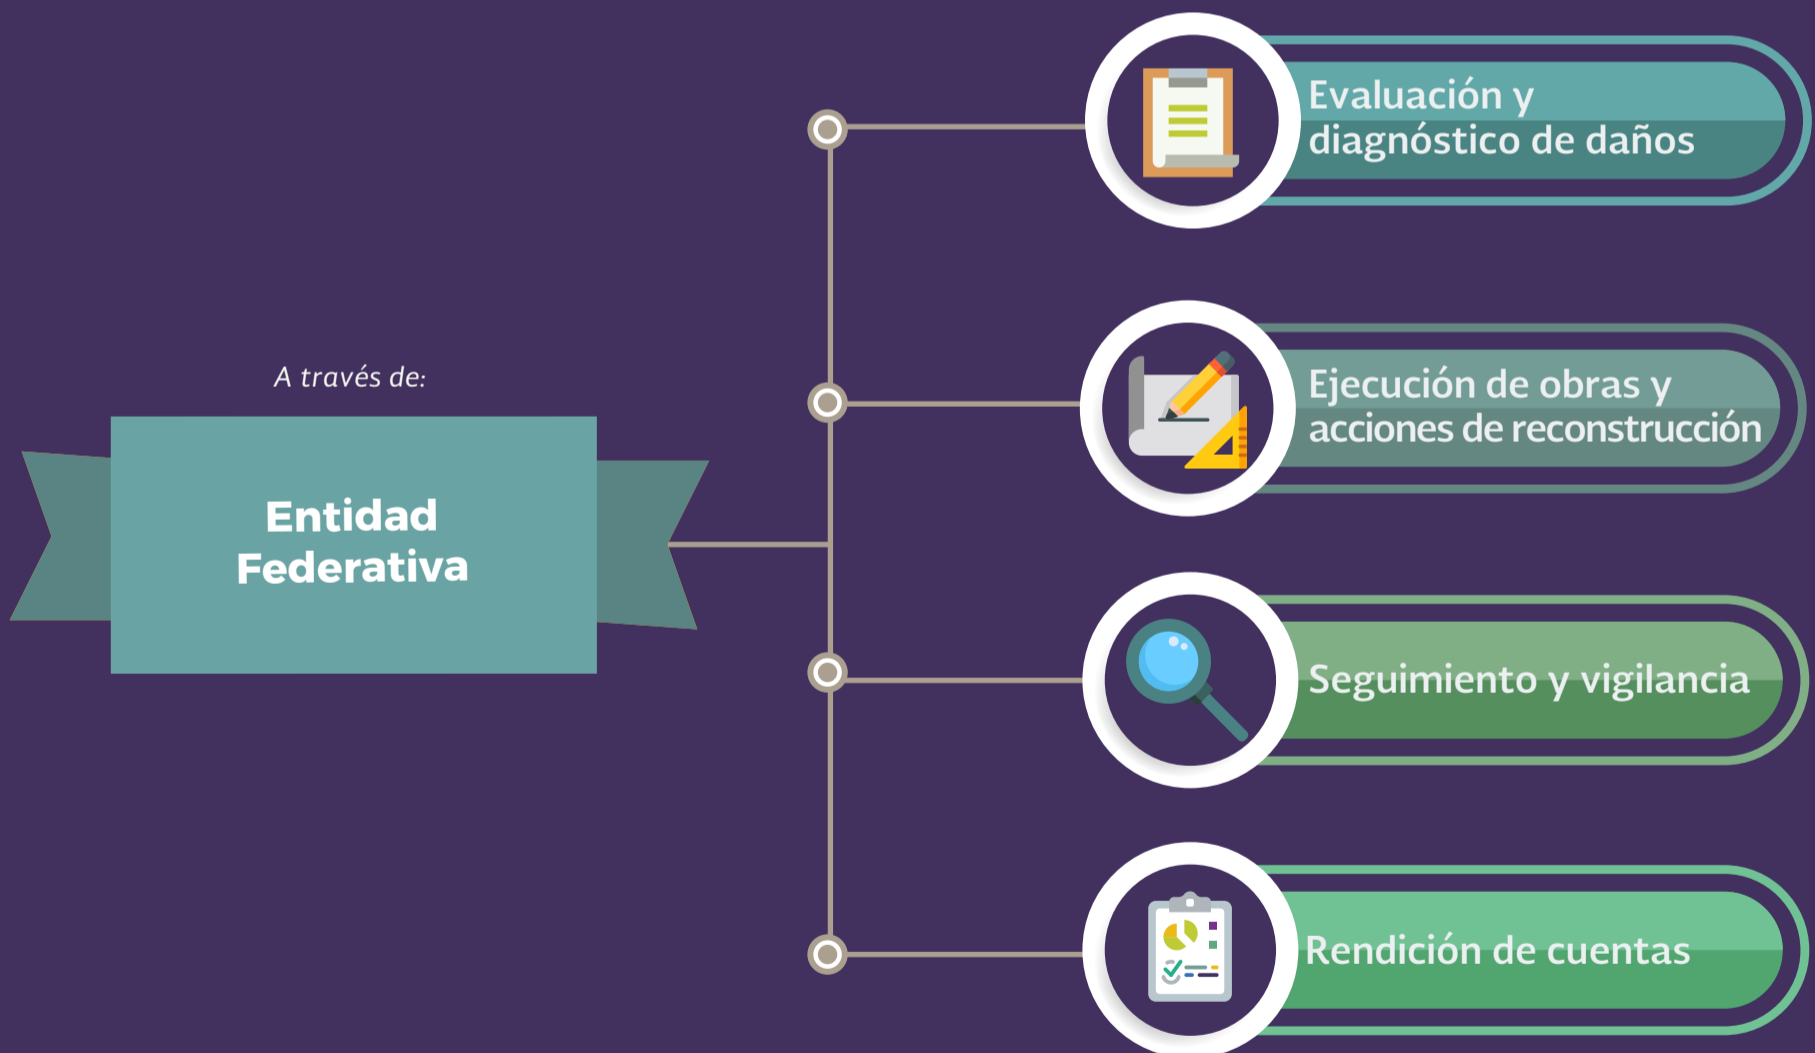 A través de:
Entidad
Federativa
Evaluación y
diagnóstico de daños
Ejecución de obras y
acciones de reconstrucción
Seguimiento y vigilancia
Rendición de cuentas